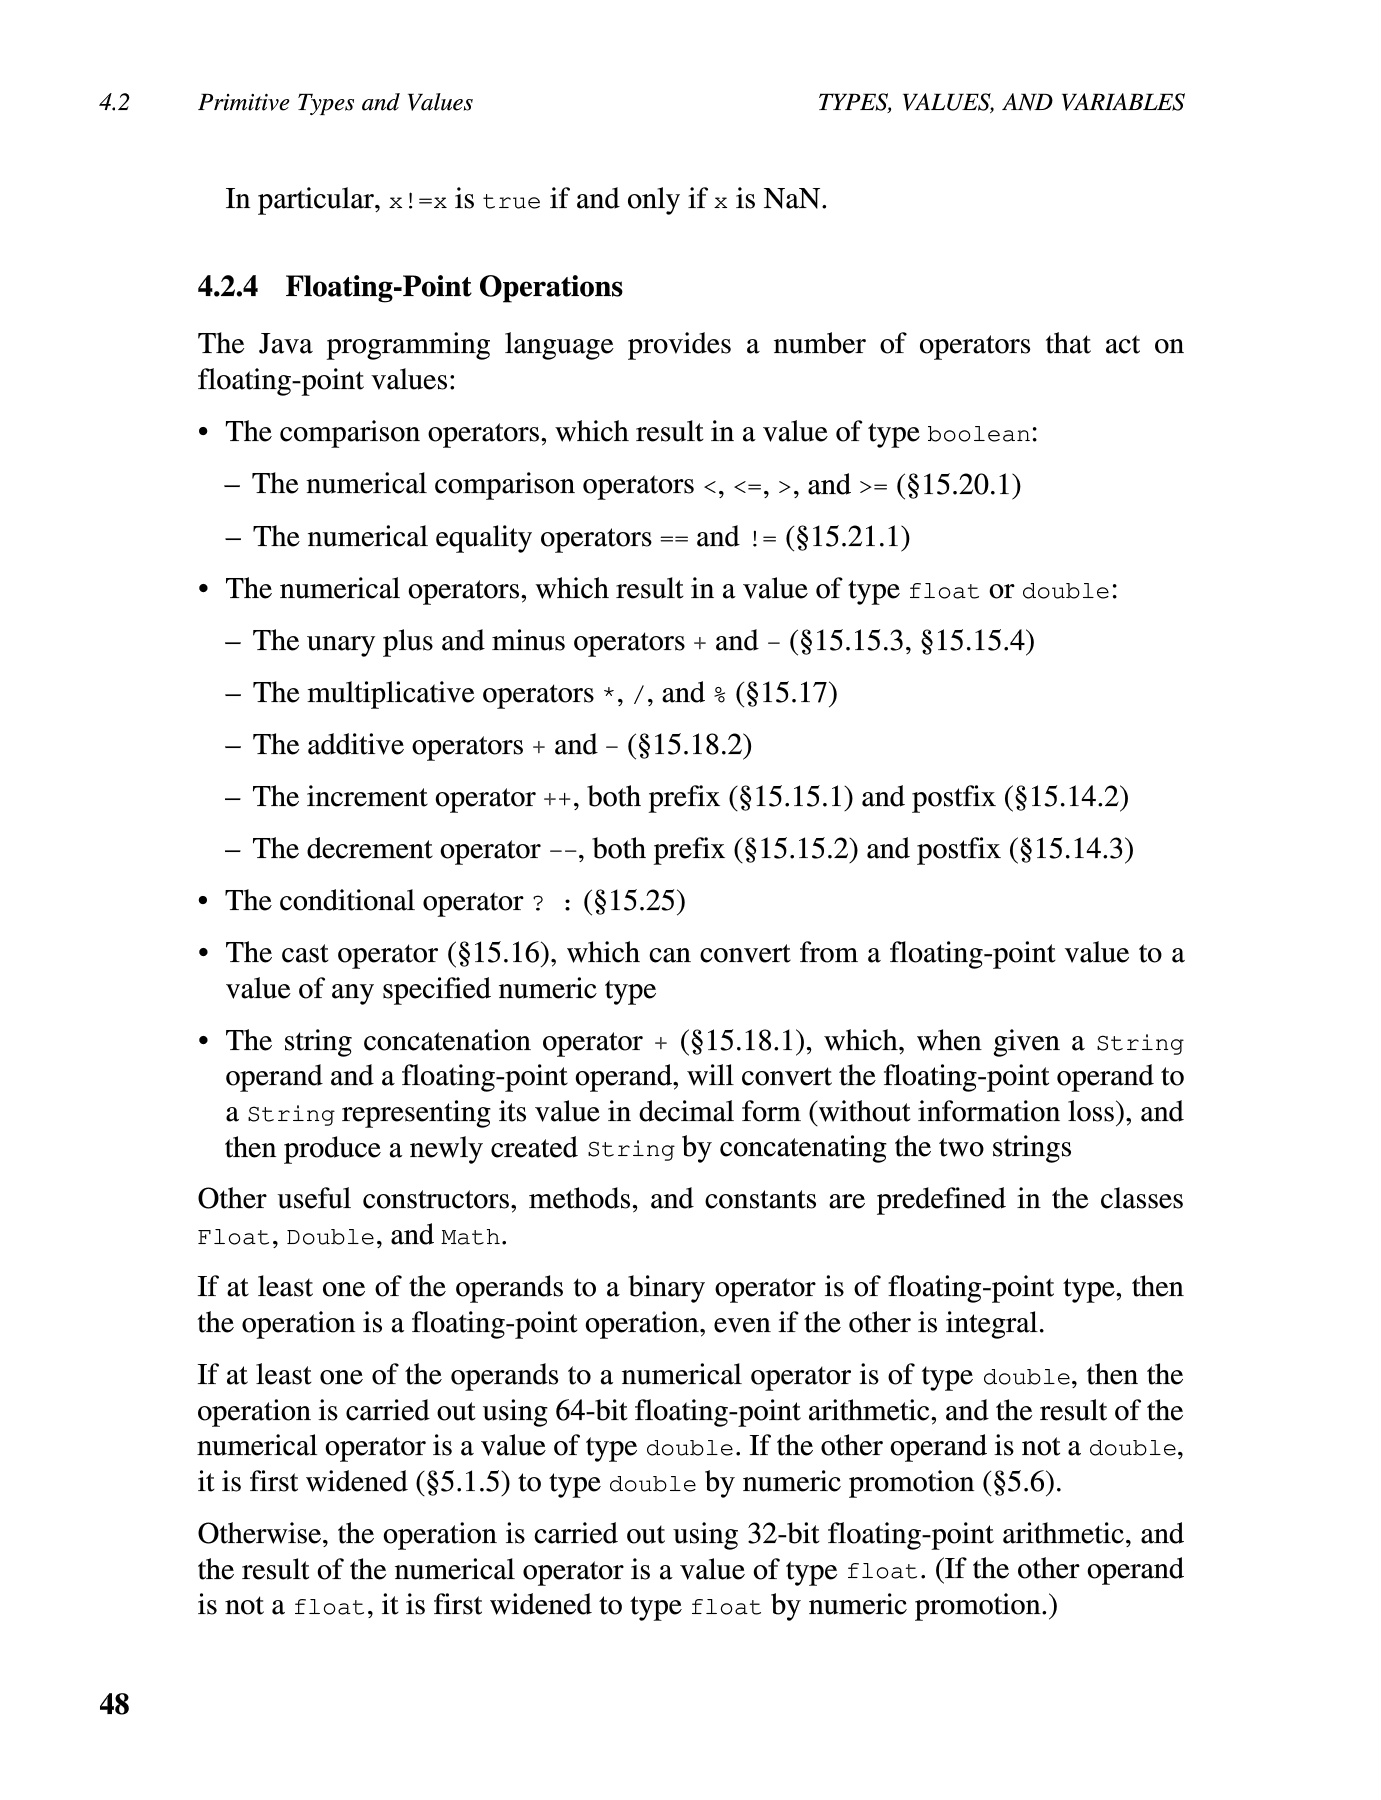 4.2 Primitive Types and Values TYPES, VALUES, AND VARIABLES
In particular, x!=x is true if and only if x is NaN.
4.2.4 Floating-Point Operations
The Java programming language provides a number of operators that act on
floating-point values:
• The comparison operators, which result in a value of type boolean:
– The numerical comparison operators <, <=, >, and >= (§15.20.1)
– The numerical equality operators == and != (§15.21.1)
• The numerical operators, which result in a value of type float or double:
– The unary plus and minus operators + and - (§15.15.3, §15.15.4)
– The multiplicative operators *, /, and % (§15.17)
– The additive operators + and - (§15.18.2)
– The increment operator ++, both prefix (§15.15.1) and postfix (§15.14.2)
– The decrement operator --, both prefix (§15.15.2) and postfix (§15.14.3)
• The conditional operator ? : (§15.25)
• The cast operator (§15.16), which can convert from a floating-point value to a
value of any specified numeric type
• The string concatenation operator + (§15.18.1), which, when given a String
operand and a floating-point operand, will convert the floating-point operand to
a String representing its value in decimal form (without information loss), and
then produce a newly created String by concatenating the two strings
Other useful constructors, methods, and constants are predefined in the classes
Float, Double, and Math.
If at least one of the operands to a binary operator is of floating-point type, then
the operation is a floating-point operation, even if the other is integral.
If at least one of the operands to a numerical operator is of type double, then the
operation is carried out using 64-bit floating-point arithmetic, and the result of the
numerical operator is a value of type double. If the other operand is not a double,
it is first widened (§5.1.5) to type double by numeric promotion (§5.6).
Otherwise, the operation is carried out using 32-bit floating-point arithmetic, and
the result of the numerical operator is a value of type float. (If the other operand
is not a float, it is first widened to type float by numeric promotion.)
48